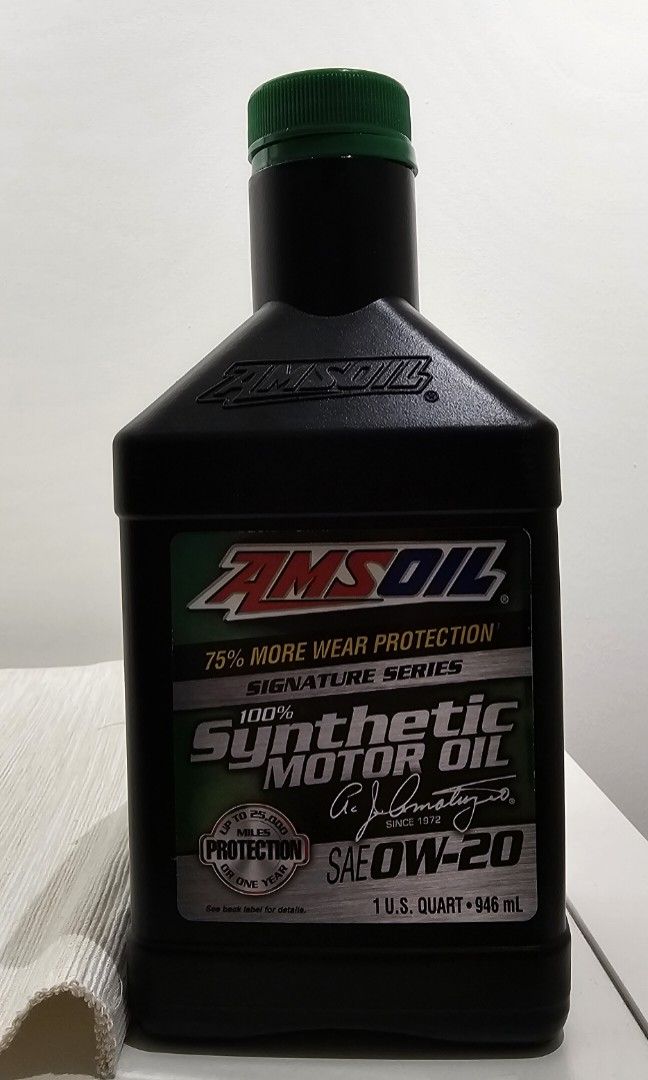 AMSOIL®
AMSOIL®
75% MORE WEAR PROTECTION
SIGNATURE SERIES
100%
Synthetic
MOTOR OIL
SINCE 1972
UP TO 25,000
MILES
PROTECTION
OR ONE YEAR
SAE 0W-20
See back label for details.
1 U.S. QUART • 946 mL